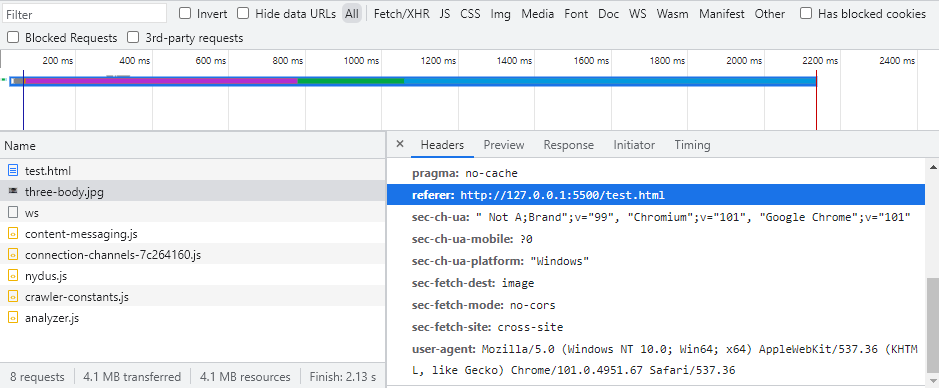 Filter Invert Hide data URLs All Fetch/XHR JS CSS Img Media Font Doc WS Wasm Manifest Other Has blocked cookies
Blocked Requests 3rd-party requests
200 ms 400 ms 600 ms 800 ms 1000 ms 1200 ms 1400 ms 1600 ms 1800 ms 2000 ms 2200 ms 2400 ms
Name
test.html
three-body.jpg
ws
content-messaging.js
connection-channels-7c264160.js
nydus.js
crawler-constants.js
analyzer.js
8 requests 4.1 MB transferred 4.1 MB resources Finish: 2.13 s
× Headers Preview Response Initiator Timing
pragma: no-cache
referer: http://127.0.0.1:5500/test.html
sec-ch-ua: " Not A;Brand";v="99", "Chromium";v="101", "Google Chrome";v="101"
sec-ch-ua-mobile: ?0
sec-ch-ua-platform: "Windows"
sec-fetch-dest: image
sec-fetch-mode: no-cors
sec-fetch-site: cross-site
user-agent: Mozilla/5.0 (Windows NT 10.0; Win64; x64) AppleWebKit/537.36 (KHTM
L, like Gecko) Chrome/101.0.4951.67 Safari/537.36